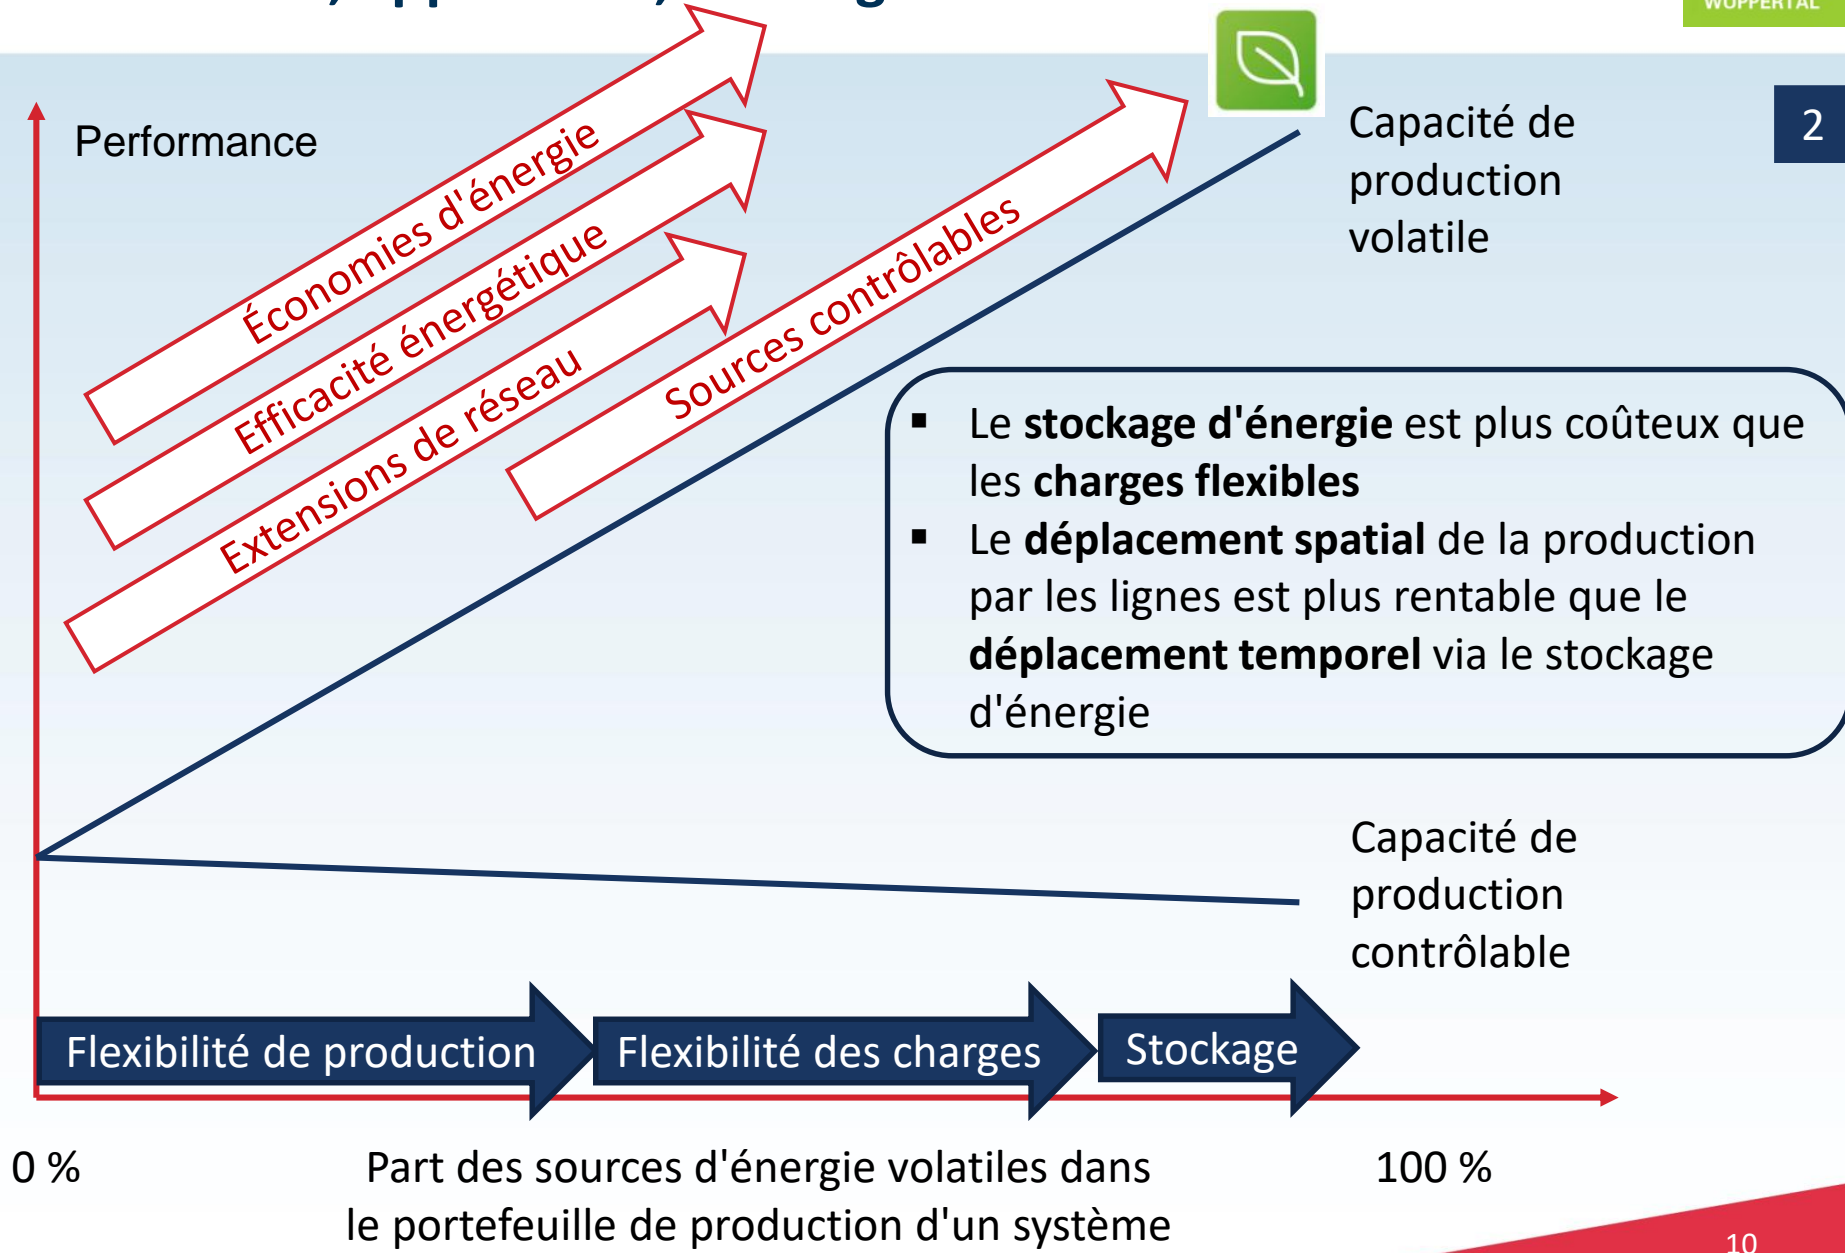 WUPPERTAL
2
Performance
Économies d'énergie
Efficacité énergétique
Extensions de réseau
Sources contrôlables
Capacité de
production
volatile
▪ Le stockage d'énergie est plus coûteux que
les charges flexibles
▪ Le déplacement spatial de la production
par les lignes est plus rentable que le
déplacement temporel via le stockage
d'énergie
Capacité de
production
contrôlable
Flexibilité de production
Flexibilité des charges
Stockage
0 %
Part des sources d'énergie volatiles dans
le portefeuille de production d'un système
100 %
10